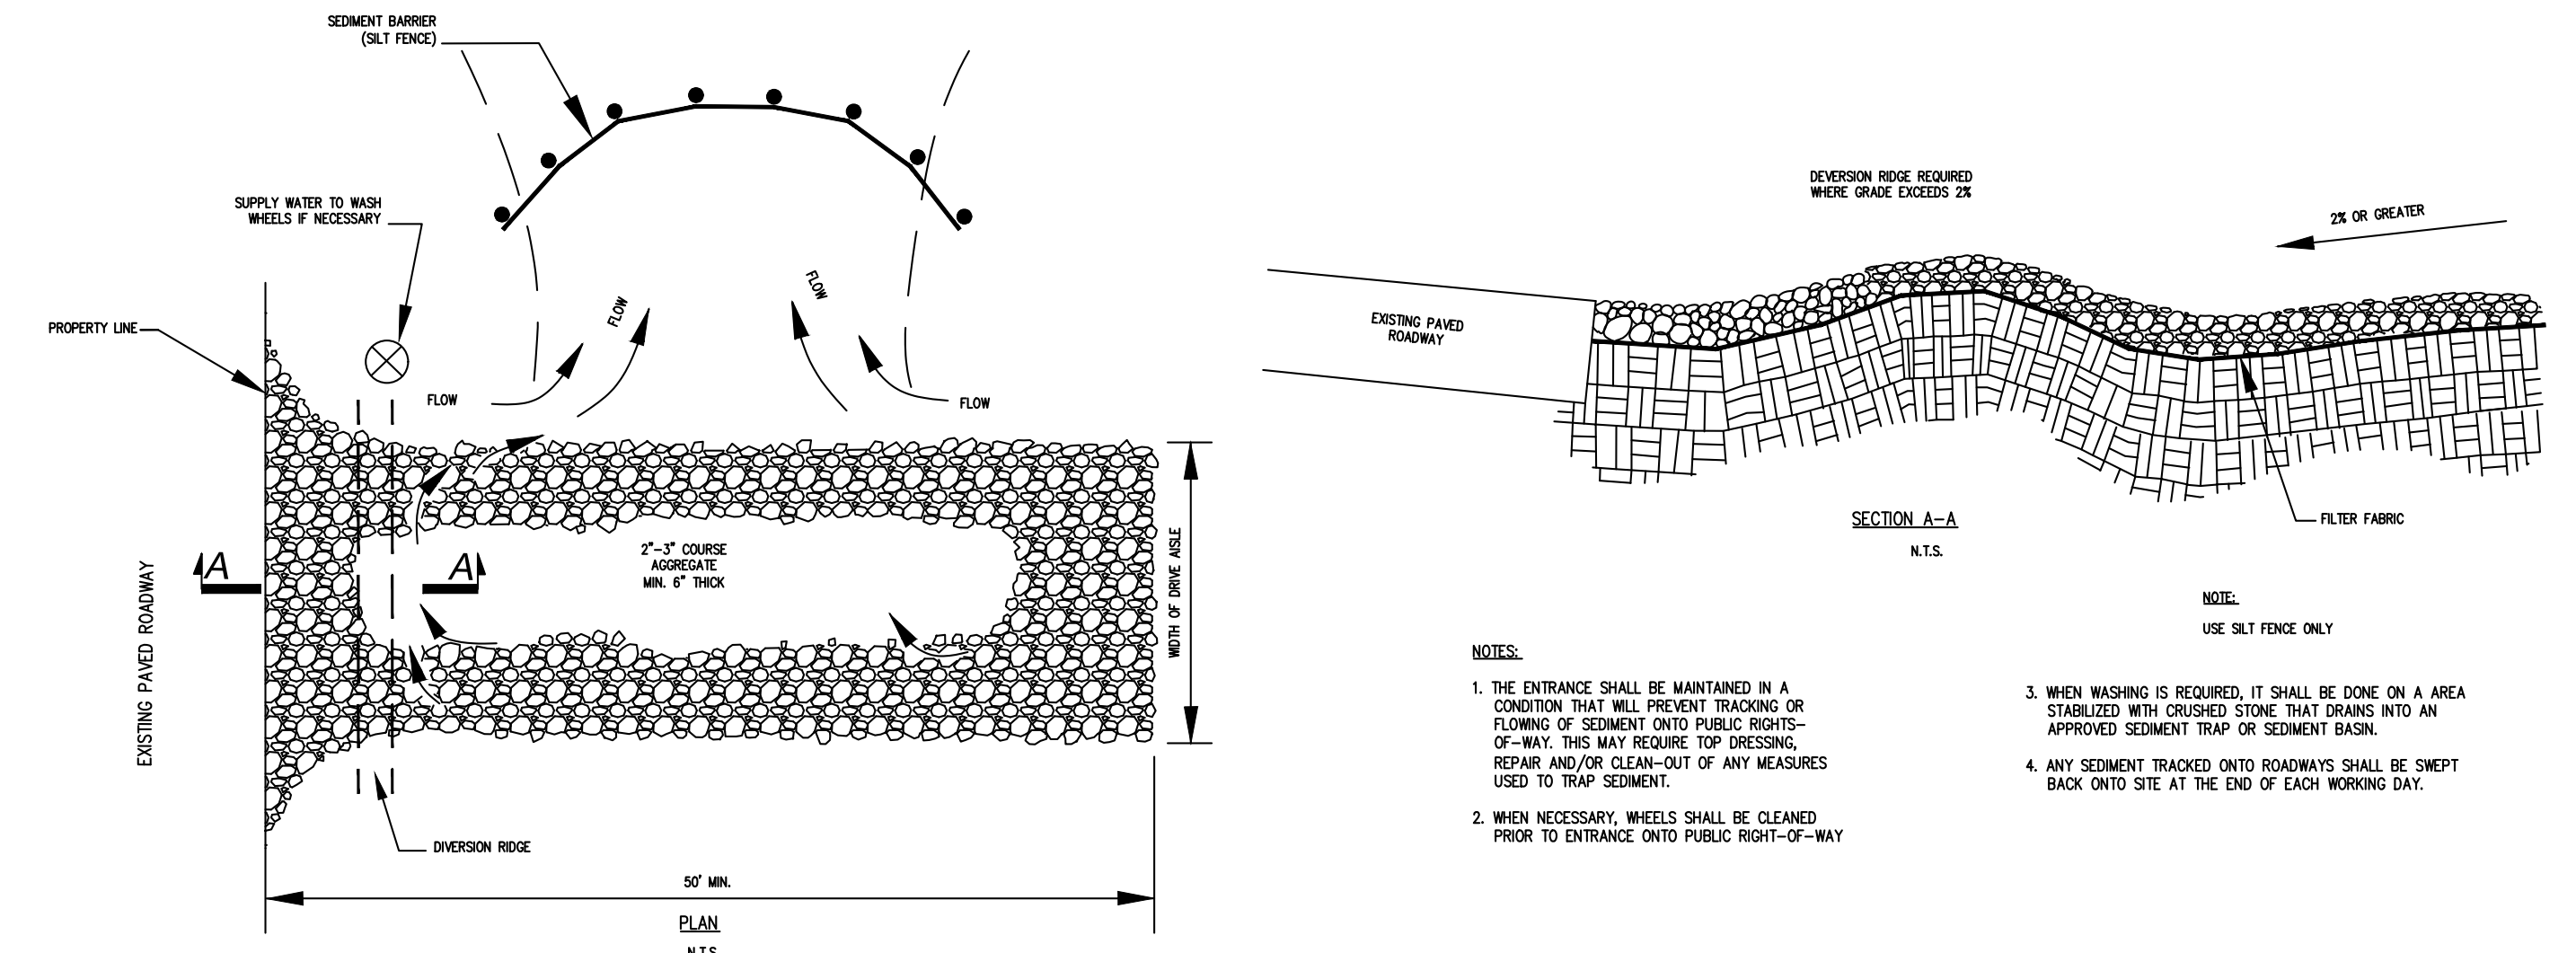 SEDIMENT BARRIER
(SILT FENCE)
SUPPLY WATER TO WASH
WHEELS IF NECESSARY
PROPERTY LINE
FLOW
FLOW
FLOW
FLOW
EXISTING PAVED ROADWAY
A
A
2"-3" COURSE
AGGREGATE
MIN. 6" THICK
WIDTH OF DRIVE AISLE
DIVERSION RIDGE
50' MIN.
PLAN
N.T.S.
DEVERSION RIDGE REQUIRED
WHERE GRADE EXCEEDS 2%
2% OR GREATER
EXISTING PAVED
ROADWAY
FILTER FABRIC
SECTION A-A
N.T.S.
NOTE:
USE SILT FENCE ONLY
NOTES:
1. THE ENTRANCE SHALL BE MAINTAINED IN A
CONDITION THAT WILL PREVENT TRACKING OR
FLOWING OF SEDIMENT ONTO PUBLIC RIGHTS-
OF-WAY. THIS MAY REQUIRE TOP DRESSING,
REPAIR AND/OR CLEAN-OUT OF ANY MEASURES
USED TO TRAP SEDIMENT.
2. WHEN NECESSARY, WHEELS SHALL BE CLEANED
PRIOR TO ENTRANCE ONTO PUBLIC RIGHT-OF-WAY
3. WHEN WASHING IS REQUIRED, IT SHALL BE DONE ON A AREA
STABILIZED WITH CRUSHED STONE THAT DRAINS INTO AN
APPROVED SEDIMENT TRAP OR SEDIMENT BASIN.
4. ANY SEDIMENT TRACKED ONTO ROADWAYS SHALL BE SWEPT
BACK ONTO SITE AT THE END OF EACH WORKING DAY.